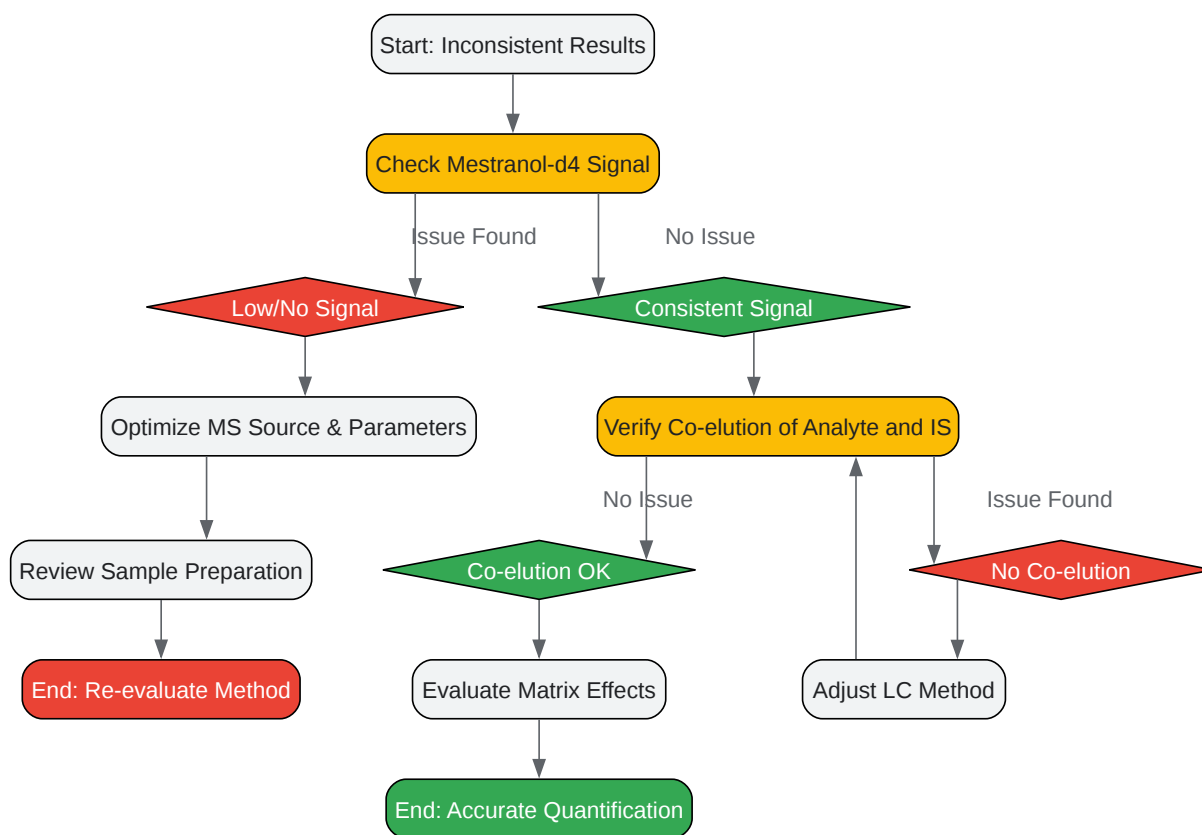 Start: Inconsistent Results
Check Mestranol-d4 Signal
Issue Found
No Issue
Low/No Signal
Consistent Signal
Optimize MS Source & Parameters
Verify Co-elution of Analyte and IS
No Issue
Issue Found
Review Sample Preparation
Co-elution OK
No Co-elution
End: Re-evaluate Method
Evaluate Matrix Effects
Adjust LC Method
End: Accurate Quantification